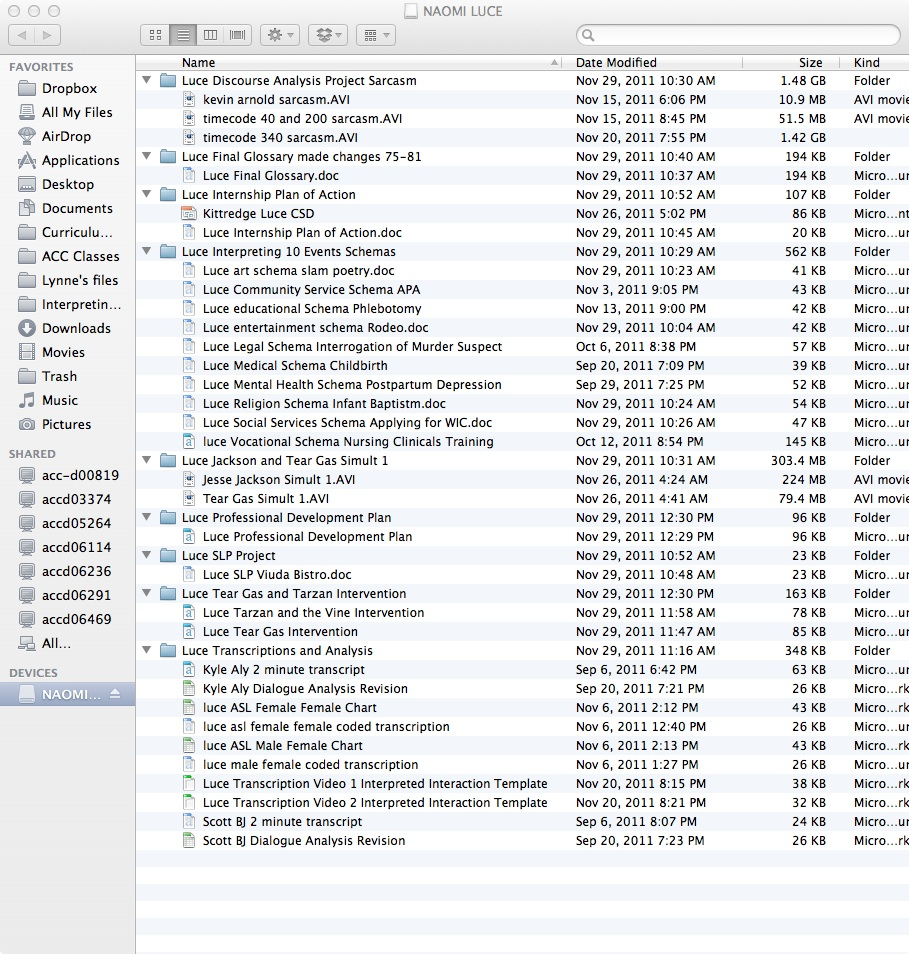 NAOMI LUCE
FAVORITES
Dropbox
All My Files
AirDrop
Applications
Desktop
Documents
Curriculu...
ACC Classes
Lynne's files
Interpretin...
Downloads
Movies
Trash
Music
Pictures
SHARED
acc-d00819
accd03374
accd05264
accd06114
accd06236
accd06291
accd06469
All...
DEVICES
NAOMI...
Name Date Modified Size Kind
Luce Discourse Analysis Project Sarcasm Nov 29, 2011 10:30 AM 1.48 GB Folder
kevin arnold sarcasm.AVI Nov 15, 2011 6:06 PM 10.9 MB AVI movie
timecode 40 and 200 sarcasm.AVI Nov 15, 2011 8:45 PM 51.5 MB AVI movie
timecode 340 sarcasm.AVI Nov 20, 2011 7:55 PM 1.42 GB
Luce Final Glossary made changes 75-81 Nov 29, 2011 10:40 AM 194 KB Folder
Luce Final Glossary.doc Nov 29, 2011 10:37 AM 194 KB Micro...ur
Luce Internship Plan of Action Nov 29, 2011 10:52 AM 107 KB Folder
Kittredge Luce CSD Nov 26, 2011 5:02 PM 86 KB Micro...nt
Luce Internship Plan of Action.doc Nov 29, 2011 10:45 AM 20 KB Micro...ur
Luce Interpreting 10 Events Schemas Nov 29, 2011 10:29 AM 562 KB Folder
Luce art schema slam poetry.doc Nov 29, 2011 10:23 AM 41 KB Micro...ur
Luce Community Service Schema APA Nov 3, 2011 9:05 PM 43 KB Micro...ur
Luce educational Schema Phlebotomy Nov 13, 2011 9:00 PM 42 KB Micro...ur
Luce entertainment schema Rodeo.doc Nov 29, 2011 10:04 AM 42 KB Micro...ur
Luce Legal Schema Interrogation of Murder Suspect Oct 6, 2011 8:38 PM 57 KB Micro...ur
Luce Medical Schema Childbirth Sep 20, 2011 7:09 PM 39 KB Micro...ur
Luce Mental Health Schema Postpartum Depression Sep 29, 2011 7:25 PM 52 KB Micro...ur
Luce Religion Schema Infant Baptistm.doc Nov 29, 2011 10:24 AM 54 KB Micro...ur
Luce Social Services Schema Applying for WIC.doc Nov 29, 2011 10:26 AM 47 KB Micro...ur
luce Vocational Schema Nursing Clinicals Training Oct 12, 2011 8:54 PM 145 KB Micro...ur
Luce Jackson and Tear Gas Simult 1 Nov 29, 2011 10:31 AM 303.4 MB Folder
Jesse Jackson Simult 1.AVI Nov 26, 2011 4:24 AM 224 MB AVI movie
Tear Gas Simult 1.AVI Nov 26, 2011 4:41 AM 79.4 MB AVI movie
Luce Professional Development Plan Nov 29, 2011 12:30 PM 96 KB Folder
Luce Professional Development Plan Nov 29, 2011 12:29 PM 96 KB Micro...ur
Luce SLP Project Nov 29, 2011 10:52 AM 23 KB Folder
Luce SLP Viuda Bistro.doc Nov 29, 2011 10:48 AM 23 KB Micro...ur
Luce Tear Gas and Tarzan Intervention Nov 29, 2011 12:30 PM 163 KB Folder
Luce Tarzan and the Vine Intervention Nov 29, 2011 11:58 AM 78 KB Micro...ur
Luce Tear Gas Intervention Nov 29, 2011 11:47 AM 85 KB Micro...ur
Luce Transcriptions and Analysis Nov 29, 2011 11:16 AM 348 KB Folder
Kyle Aly 2 minute transcript Sep 6, 2011 6:42 PM 63 KB Micro...ur
Kyle Aly Dialogue Analysis Revision Sep 20, 2011 7:21 PM 26 KB Micro...rk
luce ASL Female Female Chart Nov 6, 2011 2:12 PM 43 KB Micro...rk
luce asl female female coded transcription Nov 6, 2011 12:40 PM 26 KB Micro...ur
luce ASL Male Female Chart Nov 6, 2011 2:13 PM 43 KB Micro...rk
luce male female coded transcription Nov 6, 2011 1:27 PM 26 KB Micro...ur
Luce Transcription Video 1 Interpreted Interaction Template Nov 20, 2011 8:15 PM 38 KB Micro...rk
Luce Transcription Video 2 Interpreted Interaction Template Nov 20, 2011 8:21 PM 32 KB Micro...rk
Scott BJ 2 minute transcript Sep 6, 2011 8:07 PM 24 KB Micro...ur
Scott BJ Dialogue Analysis Revision Sep 20, 2011 7:23 PM 26 KB Micro...rk